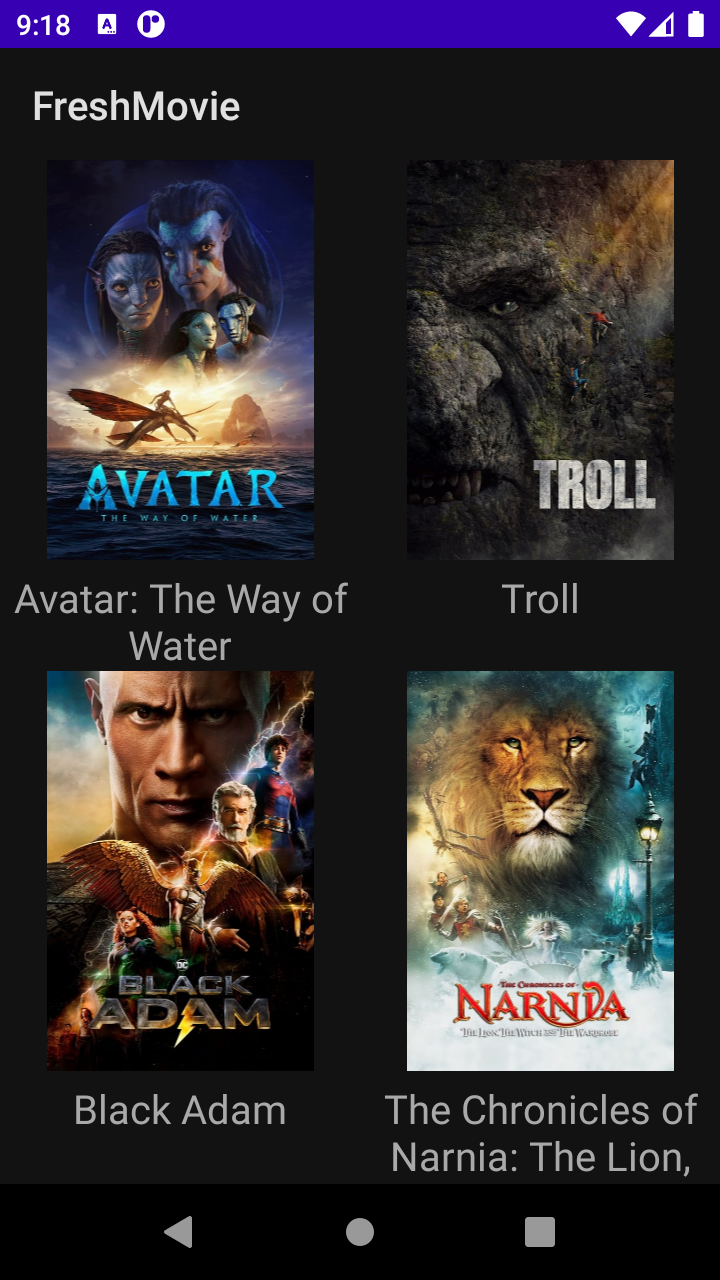 9:18
FreshMovie
AVATAR
THE WAY OF WATER
TROLL
Avatar: The Way of
Water
Troll
DC
BLACK
ADAM
THE CHRONICLES OF
NARNIA
THE LION, THE WITCH AND THE WARDROBE
Black Adam
The Chronicles of
Narnia: The Lion,